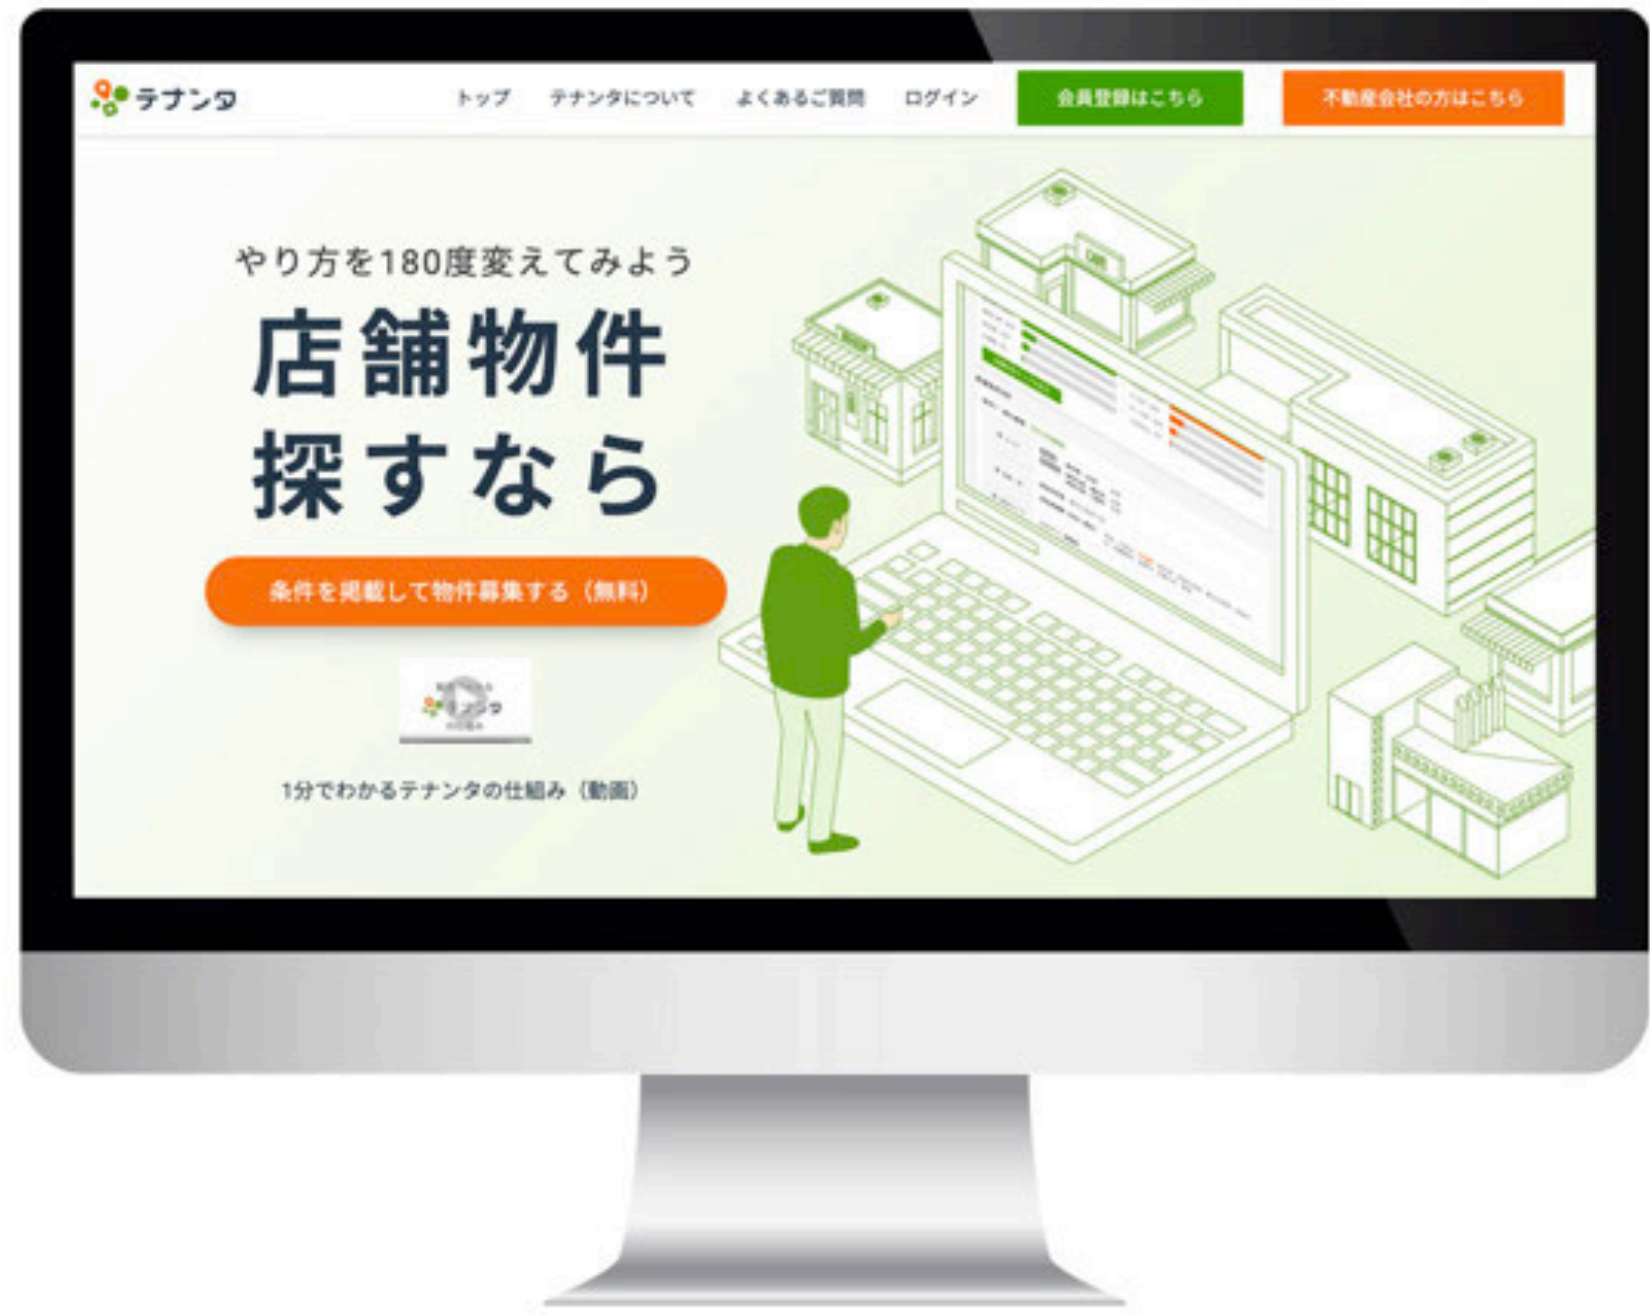 テナンタ
トップ
テナンタについて
よくあるご質問
ログイン
会員登録はこちら
不動産会社の方はこちら
やり方を180度変えてみよう
店舗物件
探すなら
条件を掲載して物件募集する（無料）
テナンタ
1分でわかるテナンタの仕組み（動画）